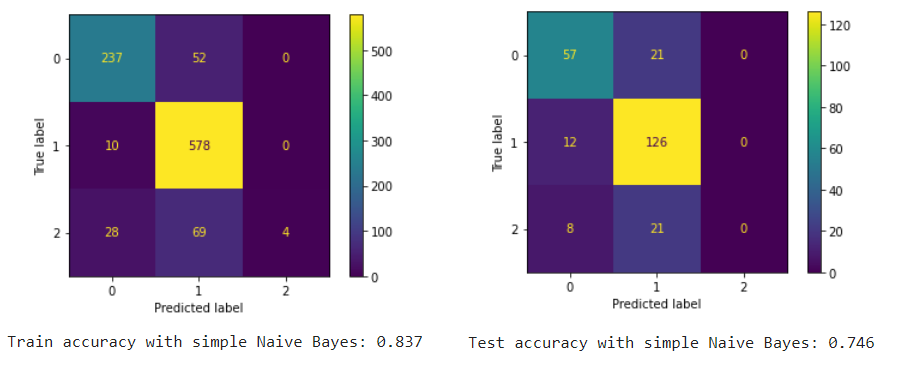 0 237 52 0
1 10 578 0
2 28 69 4
0 1 2
True label
Predicted label
500
400
300
200
100
0
Train accuracy with simple Naive Bayes: 0.837
0 57 21 0
1 12 126 0
2 8 21 0
0 1 2
True label
Predicted label
120
100
80
60
40
20
0
Test accuracy with simple Naive Bayes: 0.746